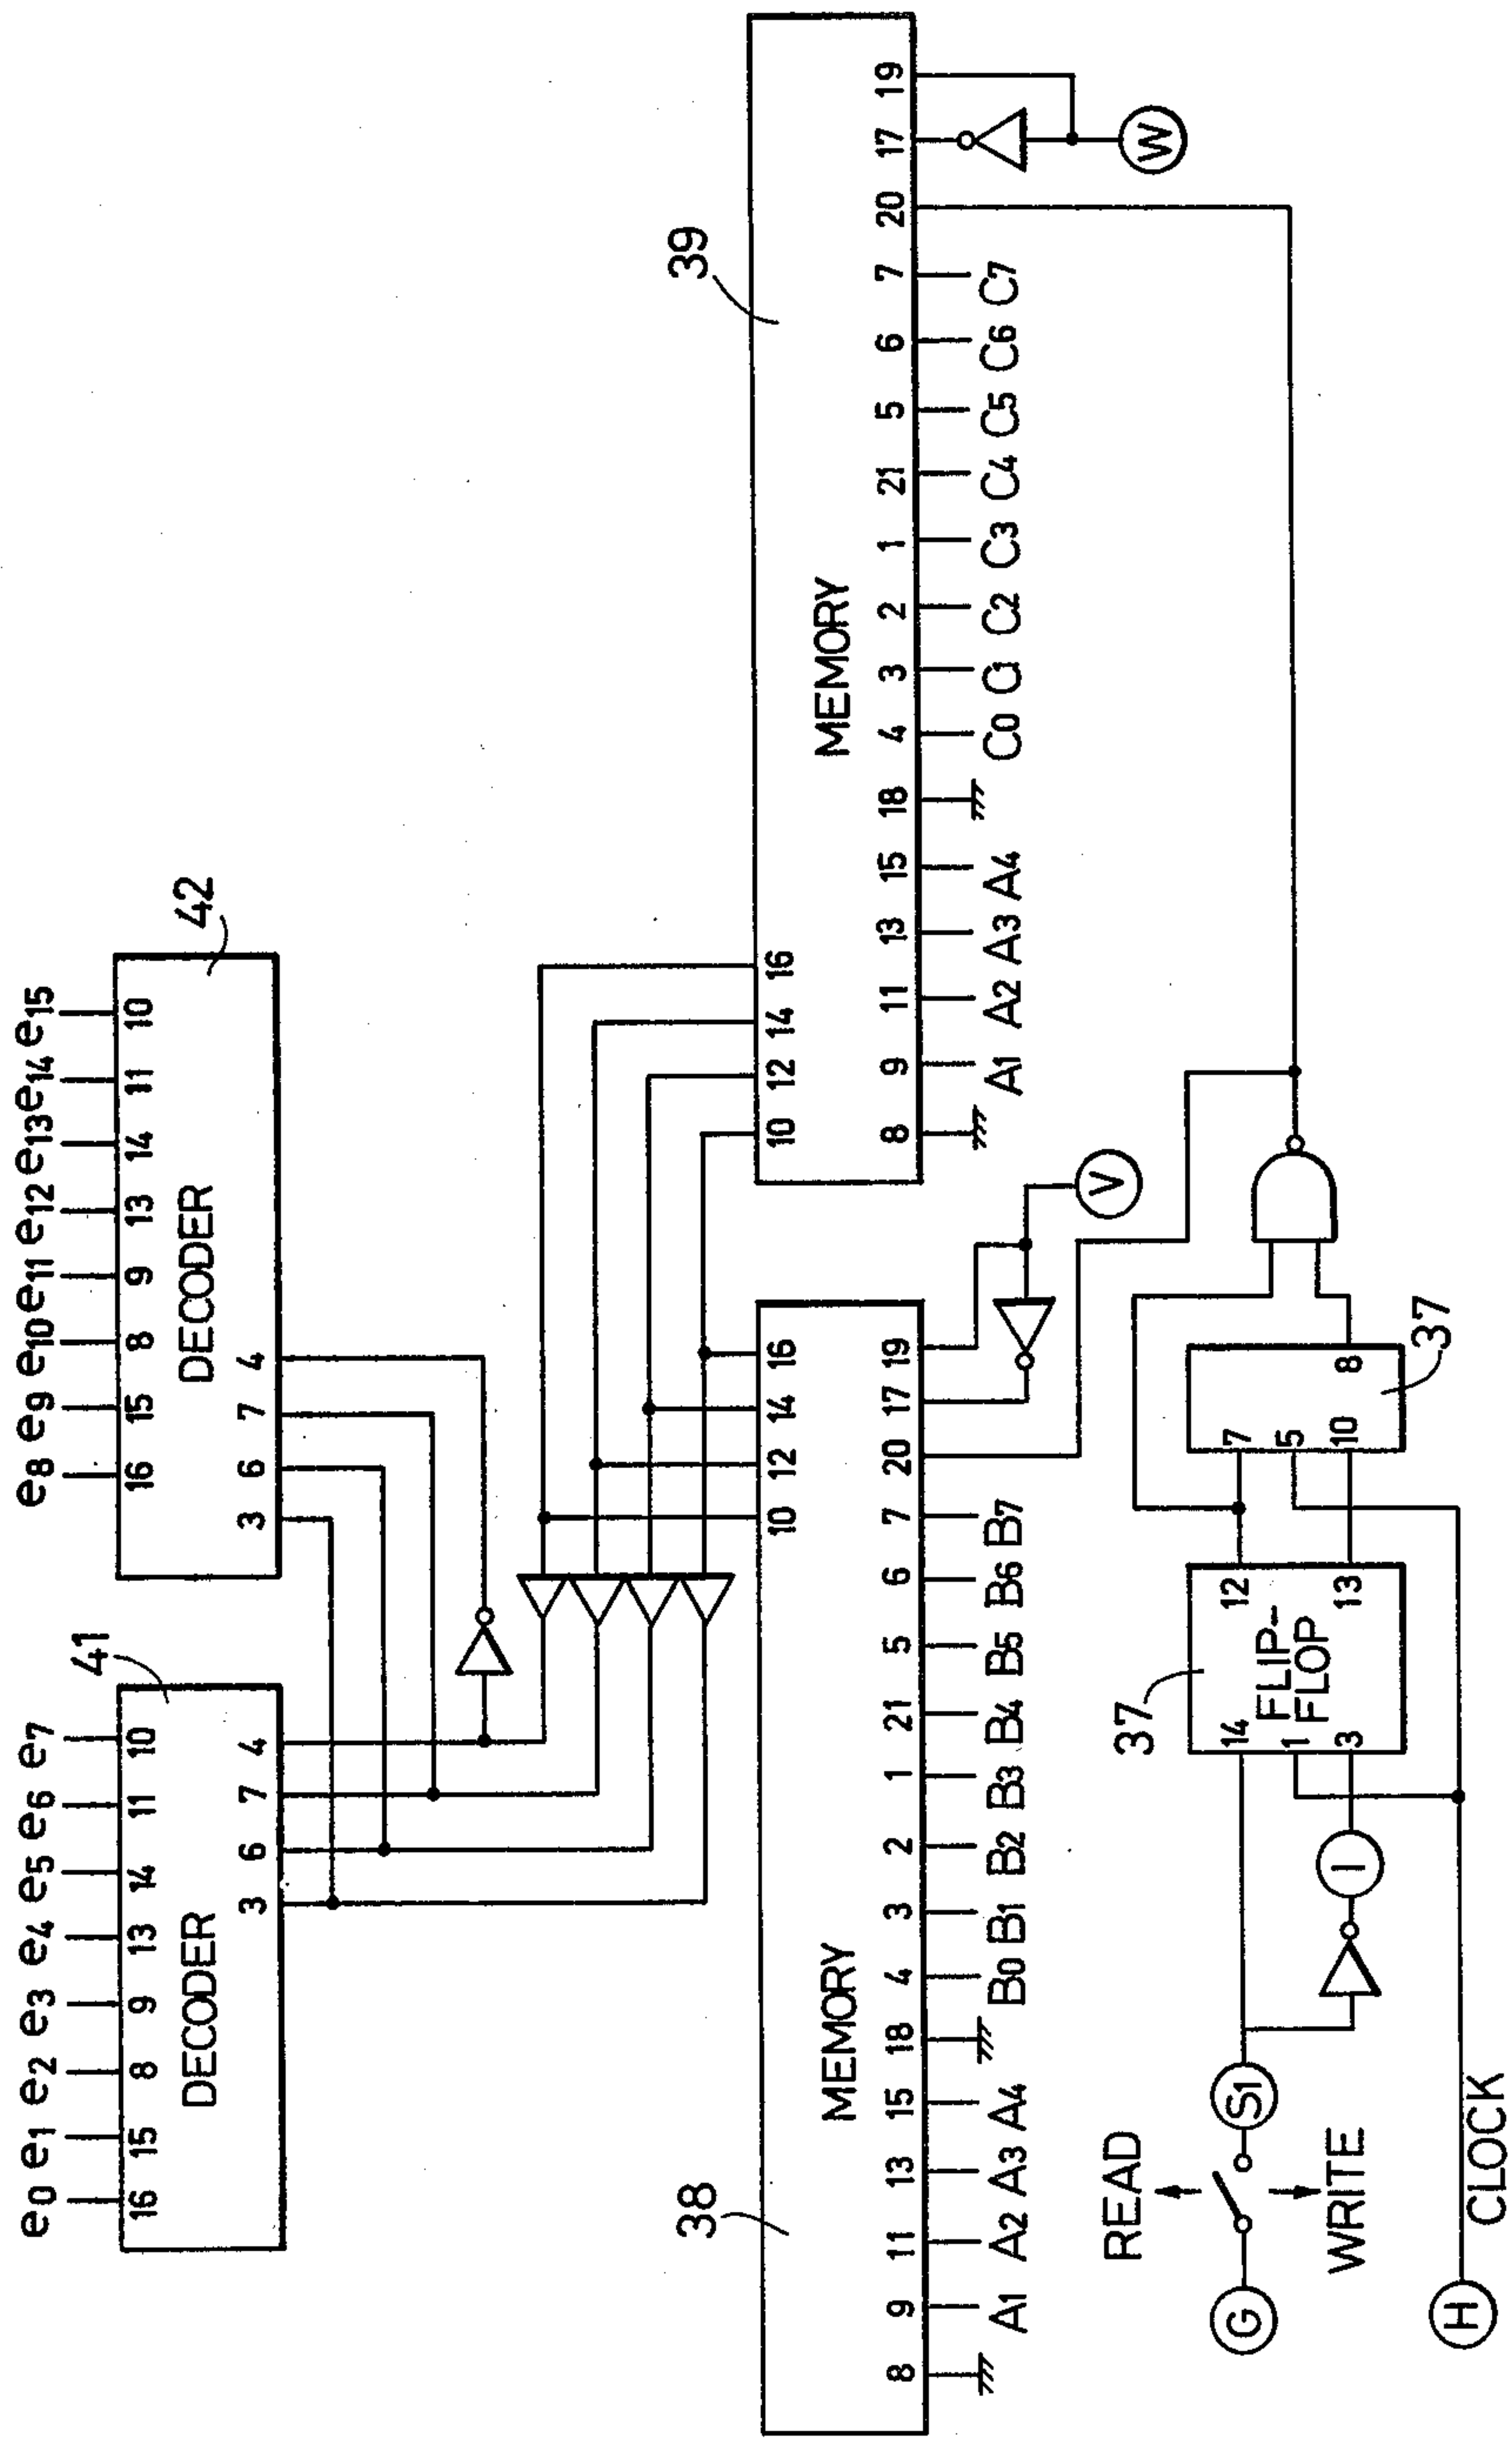 e0 e1 e2 e3 e4 e5 e6 e7
16 15 8 9 13 14 11 10
DECODER
3 6 7 4
41
e8 e9 e10 e11 e12 e13 e14 e15
16 15 8 9 13 14 11 10
DECODER
3 6 7 4
42
38
10 12 14 16
MEMORY
8 9 11 13 15 18 4 3 2 1 21 5 6 7 20 17 19
A1 A2 A3 A4 B0 B1 B2 B3 B4 B5 B6 B7
V
39
10 12 14 16
MEMORY
8 9 11 13 15 18 4 3 2 1 21 5 6 7 20 17 19
A1 A2 A3 A4 C0 C1 C2 C3 C4 C5 C6 C7
W
READ
G
S1
WRITE
I
37
14 12
1
3 13
FLIP-
FLOP
7
5
10
8
37
H
CLOCK